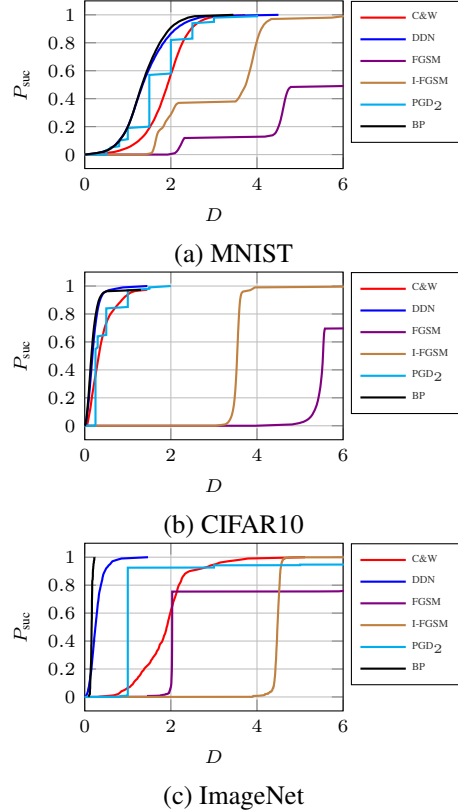 1
0.8
0.6
0.4
0.2
0
0 2 4 6
P_suc
D
C&W
DDN
FGSM
I-FGSM
PGD₂
BP
(a) MNIST
1
0.8
0.6
0.4
0.2
0
0 2 4 6
P_suc
D
C&W
DDN
FGSM
I-FGSM
PGD₂
BP
(b) CIFAR10
1
0.8
0.6
0.4
0.2
0
0 2 4 6
P_suc
D
C&W
DDN
FGSM
I-FGSM
PGD₂
BP
(c) ImageNet